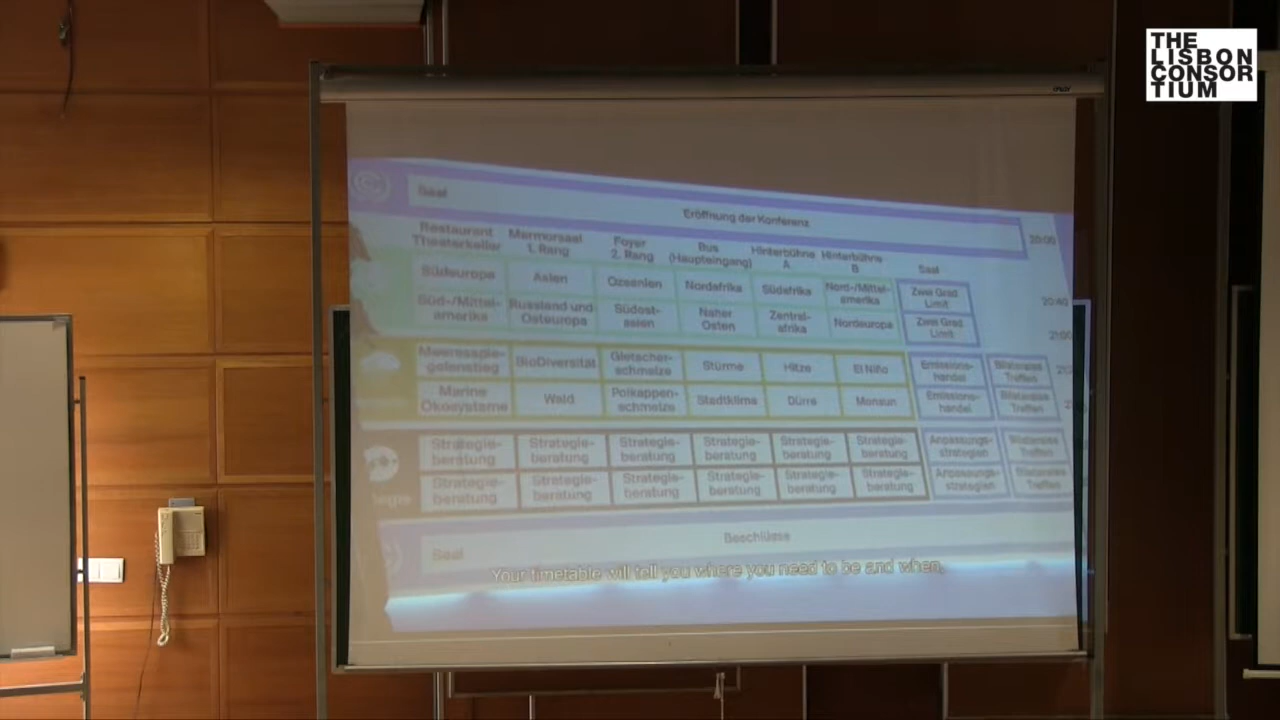 THE
LISBON
CONSOR
TIUM
Saal
Eröffnung der Konferenz
20:00
Restaurant Theaterkeller
Marmorsaal 1. Rang
Foyer 2. Rang
Bus (Haupteingang)
Hinterbühne A
Hinterbühne B
Saal
Südeuropa
Asien
Ozeanien
Nordafrika
Südafrika
Nord-/Mittel-amerika
Zwei Grad Limit
20:40
Süd-/Mittel-amerika
Russland und Osteuropa
Südost-asien
Naher Osten
Zentral-afrika
Nordeuropa
Zwei Grad Limit
21:00
Meeresspie-gelanstieg
BioDiversität
Gletscher-schmelze
Stürme
Hitze
El Niño
Emissions-handel
Bilaterales Treffen
Marine Ökosysteme
Wald
Polkappen-schmelze
Stadtklima
Dürre
Monsun
Emissions-handel
Bilaterales Treffen
Strategie-beratung
Strategie-beratung
Strategie-beratung
Strategie-beratung
Strategie-beratung
Strategie-beratung
Anpassungs-strategien
Bilaterales Treffen
Strategie-beratung
Strategie-beratung
Strategie-beratung
Strategie-beratung
Strategie-beratung
Strategie-beratung
Anpassungs-strategien
Bilaterales Treffen
Beschlüsse
Saal
Your timetable will tell you where you need to be and when,